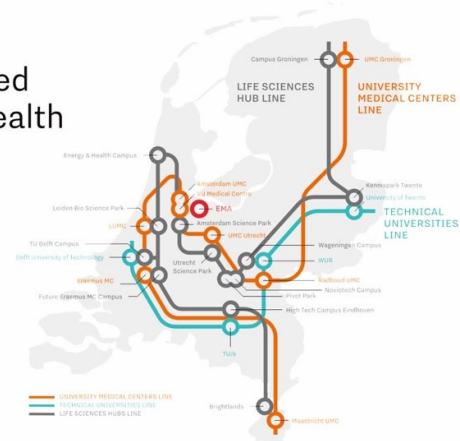 ed
ealth
Campus Groningen
UMC Groningen
LIFE SCIENCES
HUB LINE
UNIVERSITY
MEDICAL CENTERS
LINE
Energy & Health Campus
Amsterdam UMC
VU Medical Centre
EMA
Kennispark Twente
University of Twente
Leiden Bio Science Park
LUMC
Amsterdam Science Park
UMC Utrecht
TECHNICAL
UNIVERSITIES
LINE
TU Delft Campus
Delft University of Technology
Utrecht
Science Park
Wageningen Campus
WUR
Erasmus MC
Radboud UMC
Novio­tech Campus
Future Erasmus MC Campus
Pivot Park
High Tech Campus Eindhoven
TU/e
UNIVERSITY MEDICAL CENTERS LINE
TECHNICAL UNIVERSITIES LINE
LIFE SCIENCES HUBS LINE
Brightlands
Maastricht UMC